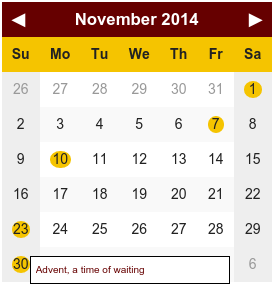 ◀ November 2014 ▶
Su Mo Tu We Th Fr Sa
26 27 28 29 30 31 1
2 3 4 5 6 7 8
9 10 11 12 13 14 15
16 17 18 19 20 21 22
23 24 25 26 27 28 29
30 Advent, a time of waiting 6